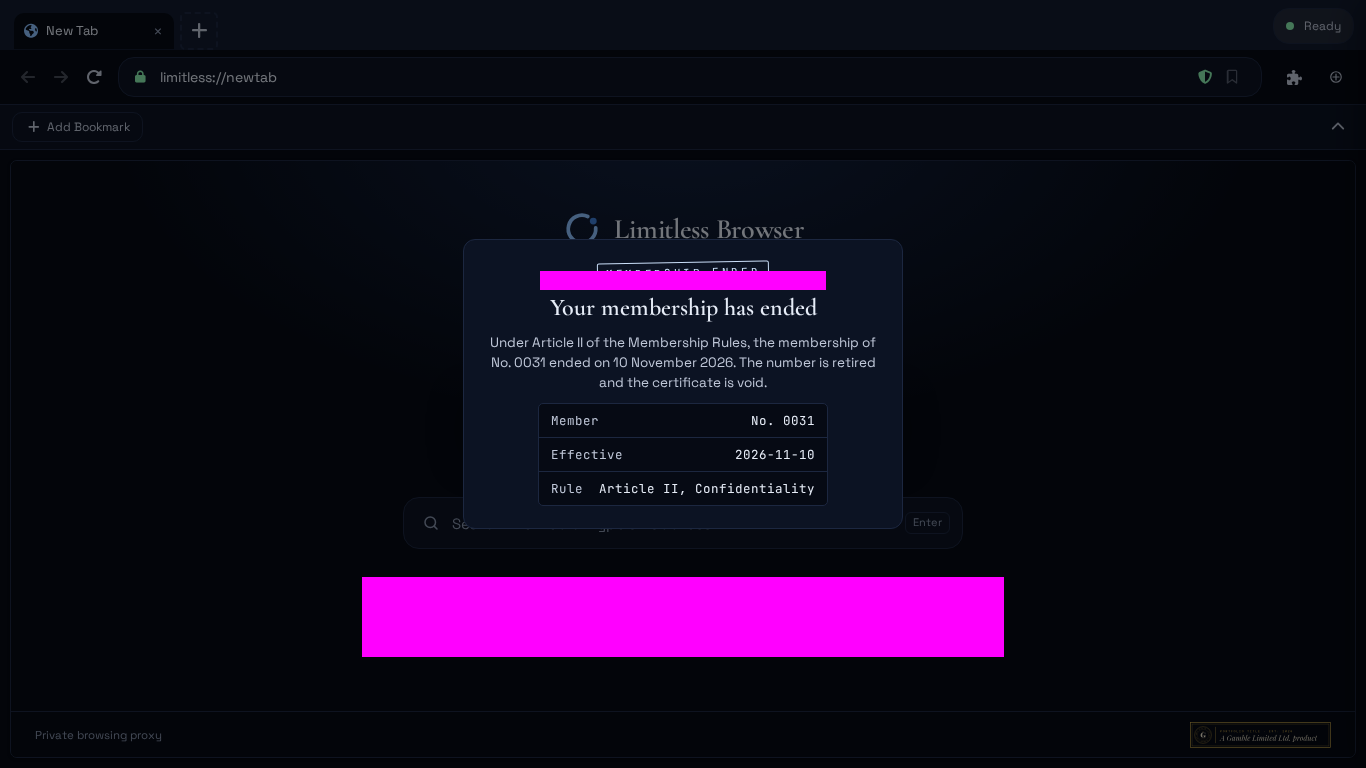 New Tab
Ready
limitless://newtab
Add Bookmark
Limitless Browser
Your membership has ended
Under Article II of the Membership Rules, the membership of
No. 0031 ended on 10 November 2026. The number is retired
and the certificate is void.
Member No. 0031
Effective 2026-11-10
Rule Article II, Confidentiality
Enter
Private browsing proxy
G
A Gamble Limited Ltd. product